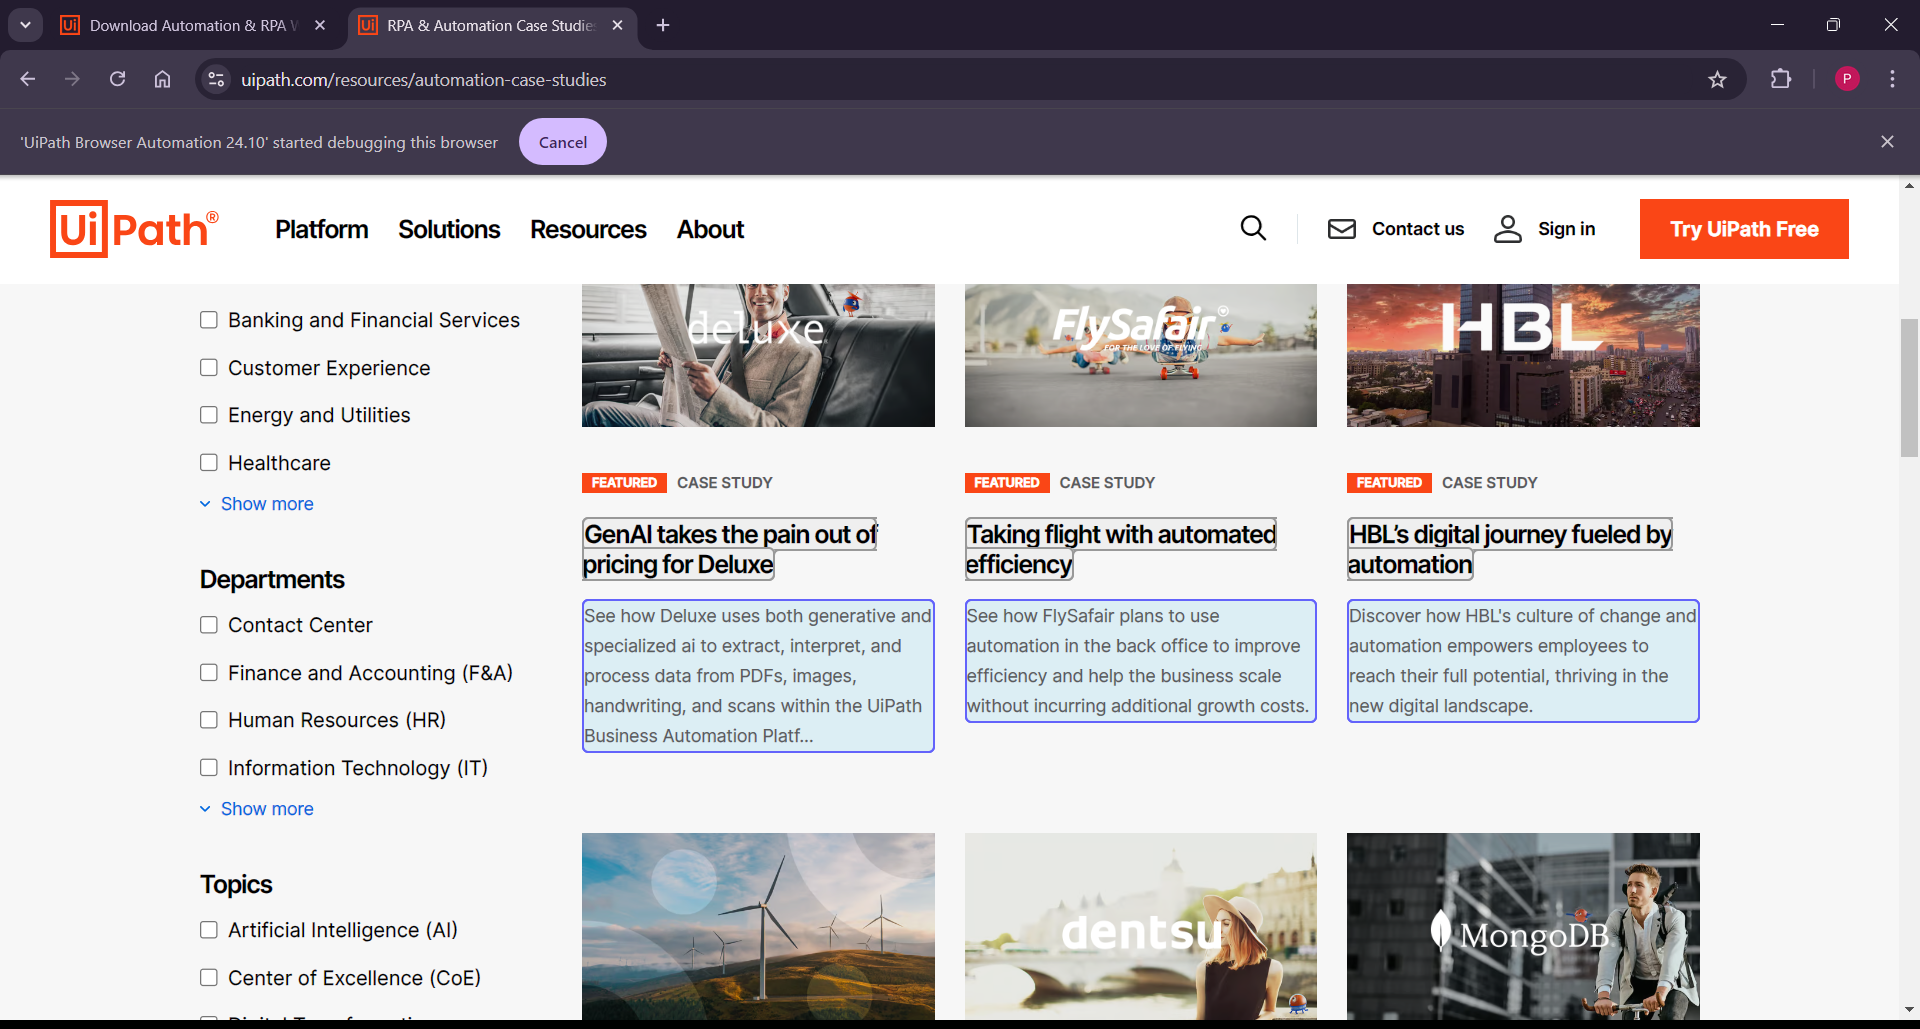 Download Automation & RPA
RPA & Automation Case Studies
uipath.com/resources/automation-case-studies
P
'UiPath Browser Automation 24.10' started debugging this browser
Cancel
UiPath®
Platform
Solutions
Resources
About
Contact us
Sign in
Try UiPath Free
Banking and Financial Services
Customer Experience
Energy and Utilities
Healthcare
Show more
Departments
Contact Center
Finance and Accounting (F&A)
Human Resources (HR)
Information Technology (IT)
Show more
Topics
Artificial Intelligence (AI)
Center of Excellence (CoE)
deluxe
FEATURED CASE STUDY
GenAI takes the pain out of
pricing for Deluxe
See how Deluxe uses both generative and
specialized ai to extract, interpret, and
process data from PDFs, images,
handwriting, and scans within the UiPath
Business Automation Platf...
FlySafair
FOR THE LOVE OF FLYING
FEATURED CASE STUDY
Taking flight with automated
efficiency
See how FlySafair plans to use
automation in the back office to improve
efficiency and help the business scale
without incurring additional growth costs.
HBL
FEATURED CASE STUDY
HBL’s digital journey fueled by
automation
Discover how HBL's culture of change and
automation empowers employees to
reach their full potential, thriving in the
new digital landscape.
dentsu
MongoDB